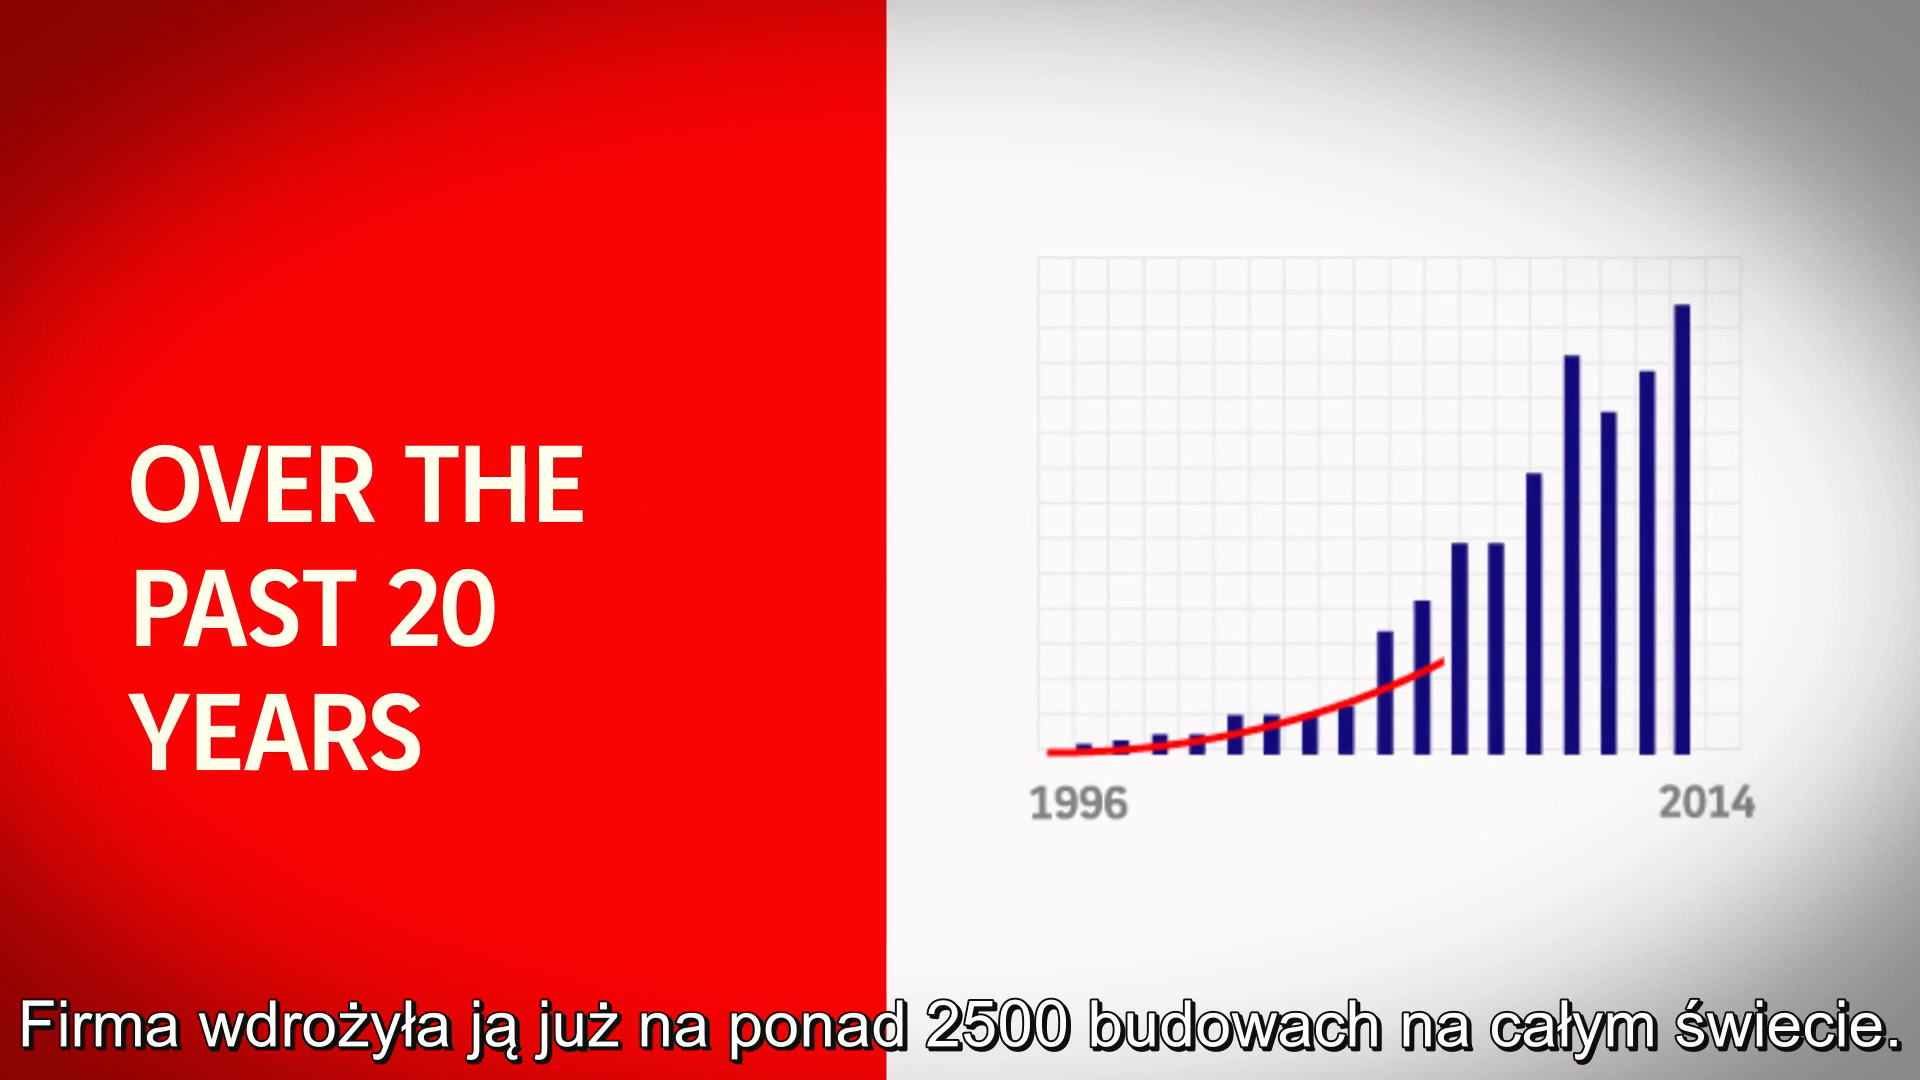 OVER THE
PAST 20
YEARS
1996
2014
Firma wdrożyła ją już na ponad 2500 budowach na całym świecie.